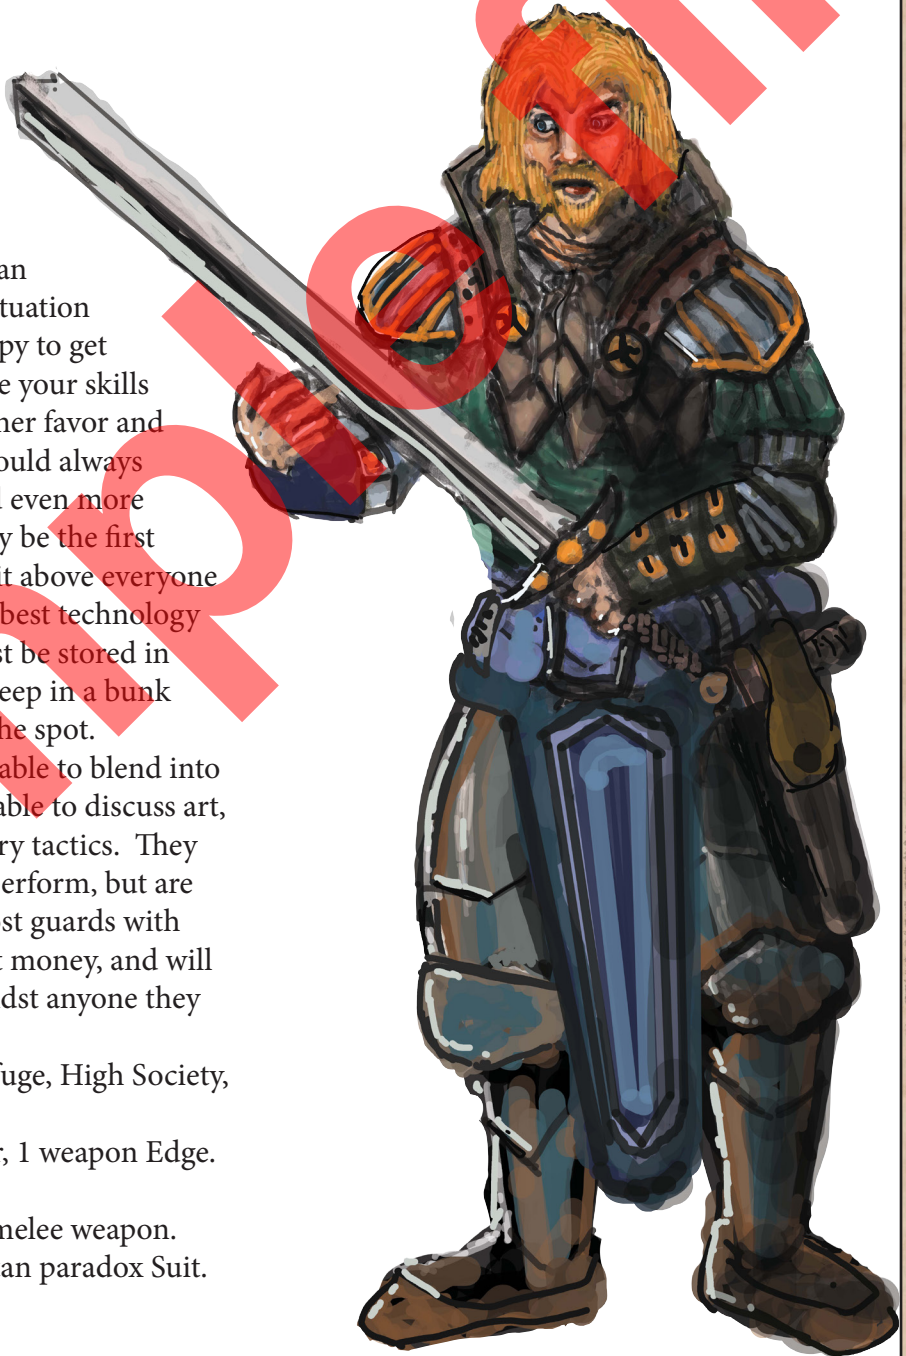 an
tuation
py to get
e your skills
her favor and
ould always
l even more
y be the first
it above everyone
best technology
st be stored in
eep in a bunk
he spot.
able to blend into
able to discuss art,
ry tactics.  They
erform, but are
st guards with
t money, and will
dst anyone they
fuge, High Society,
r, 1 weapon Edge.
melee weapon.
an paradox Suit.